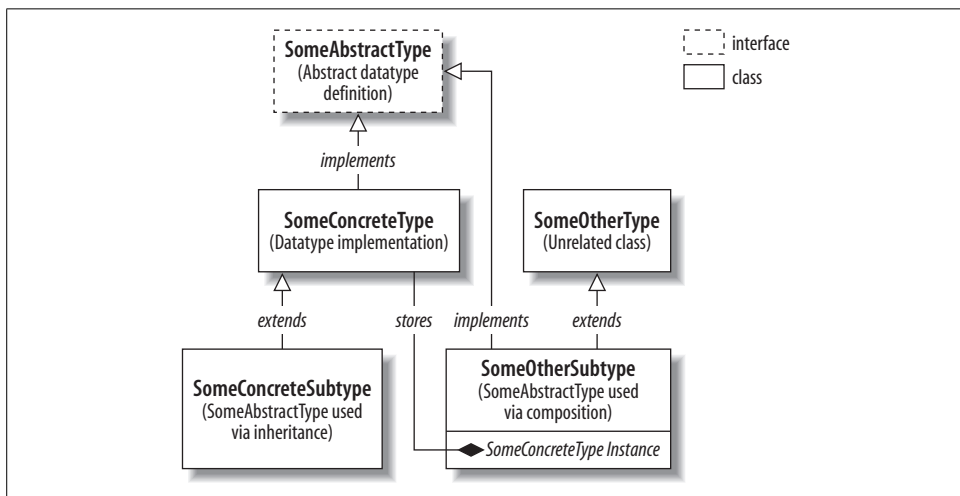 SomeAbstractType
(Abstract datatype
definition)
interface
class
implements
SomeConcreteType
(Datatype implementation)
SomeOtherType
(Unrelated class)
extends
stores
implements
extends
SomeConcreteSubtype
(SomeAbstractType used
via inheritance)
SomeOtherSubtype
(SomeAbstractType used
via composition)
SomeConcreteType Instance